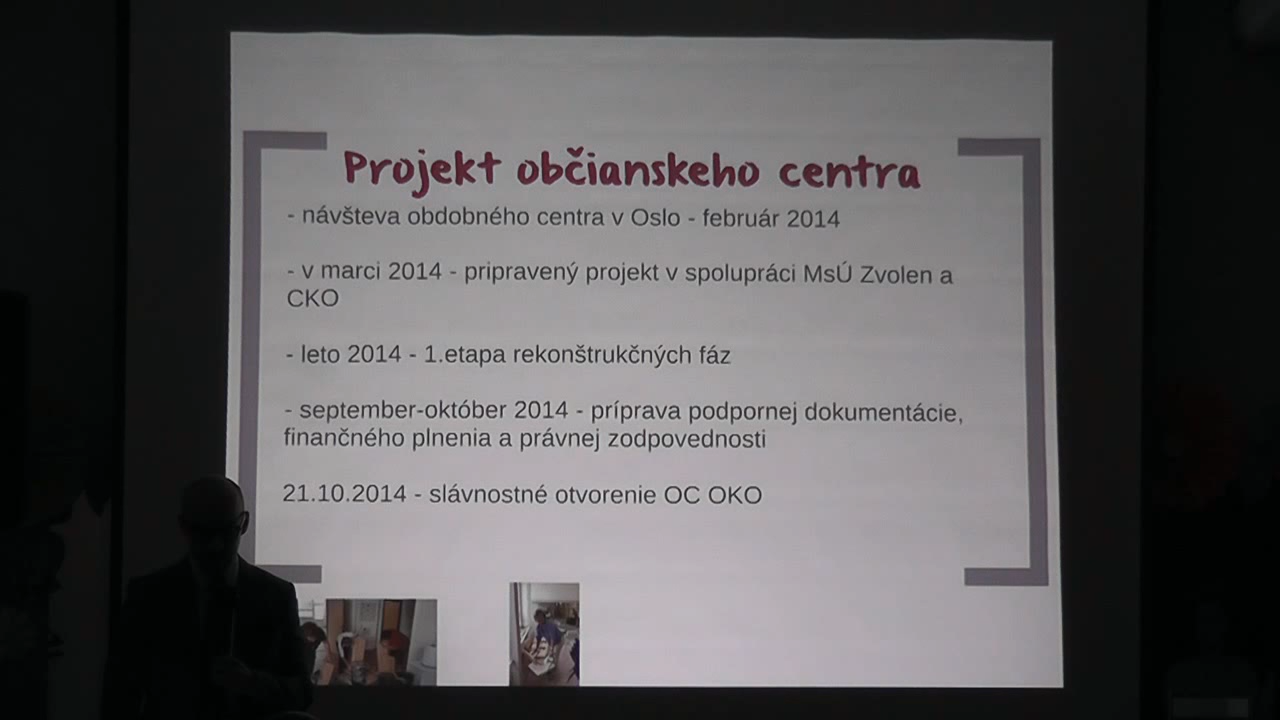 Projekt občianskeho centra
- návšteva obdobného centra v Oslo - február 2014
- v marci 2014 - pripravený projekt v spolupráci MsÚ Zvolen a
CKO
- leto 2014 - 1.etapa rekonštrukčných fáz
- september-október 2014 - príprava podpornej dokumentácie,
finančného plnenia a právnej zodpovednosti
21.10.2014 - slávnostné otvorenie OC OKO